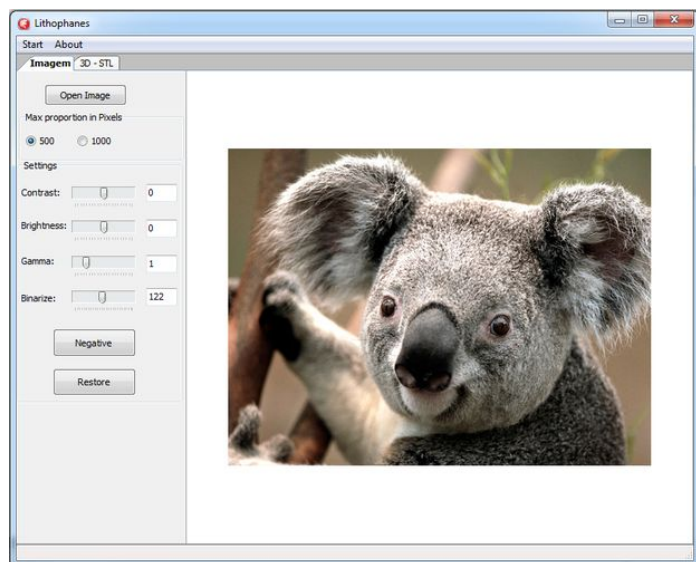 Lithophanes
Start About
Imagem 3D - STL
Open Image
Max proportion in Pixels
500 1000
Settings
Contrast: 0
Brightness: 0
Gamma: 1
Binarize: 122
Negative
Restore